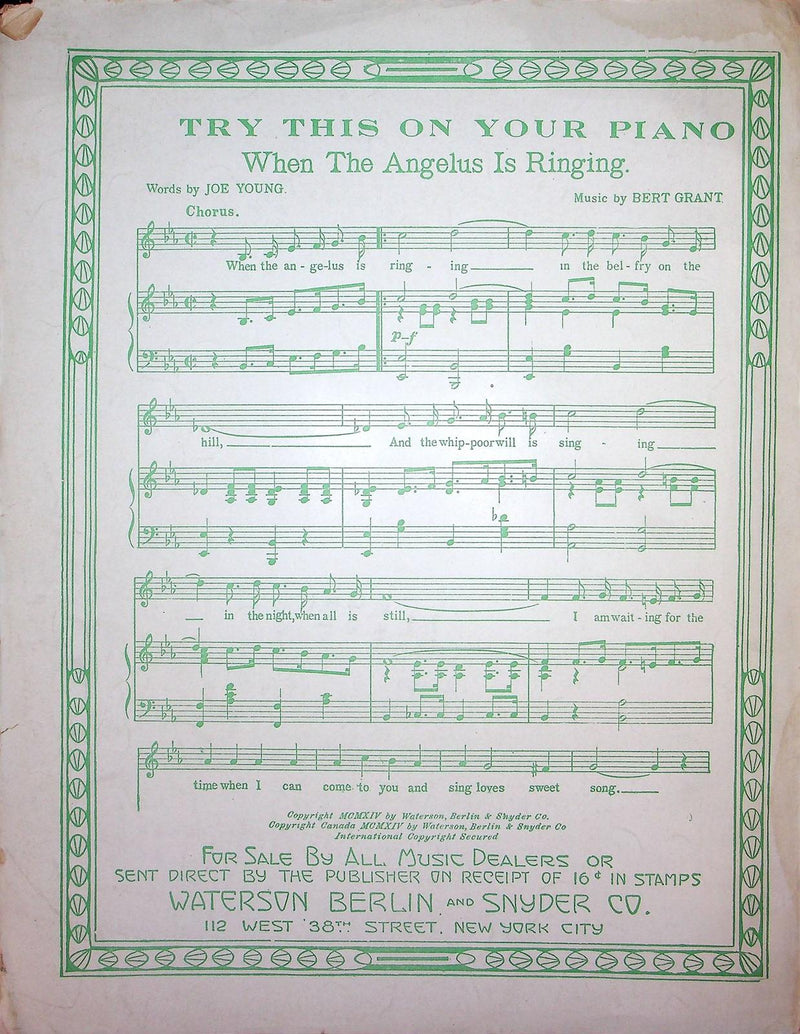 TRY THIS ON YOUR PIANO
When The Angelus Is Ringing.
Words by JOE YOUNG.
Music by BERT GRANT.
Chorus.
When the an - ge-lus is ring - ing in the bel-fry on the
p-f
hill, And the whip-poorwill is sing - ing
in the night, when all is still, I am wait - ing for the
time when I can come to you and sing loves sweet song.
Copyright MCMXIV by Waterson, Berlin & Snyder Co.
Copyright Canada MCMXIV by Waterson, Berlin & Snyder Co
International Copyright Secured
FOR SALE BY ALL MUSIC DEALERS OR
SENT DIRECT BY THE PUBLISHER ON RECEIPT OF 16¢ IN STAMPS
WATERSON BERLIN AND SNYDER CO.
112 WEST 38TH STREET. NEW YORK CITY